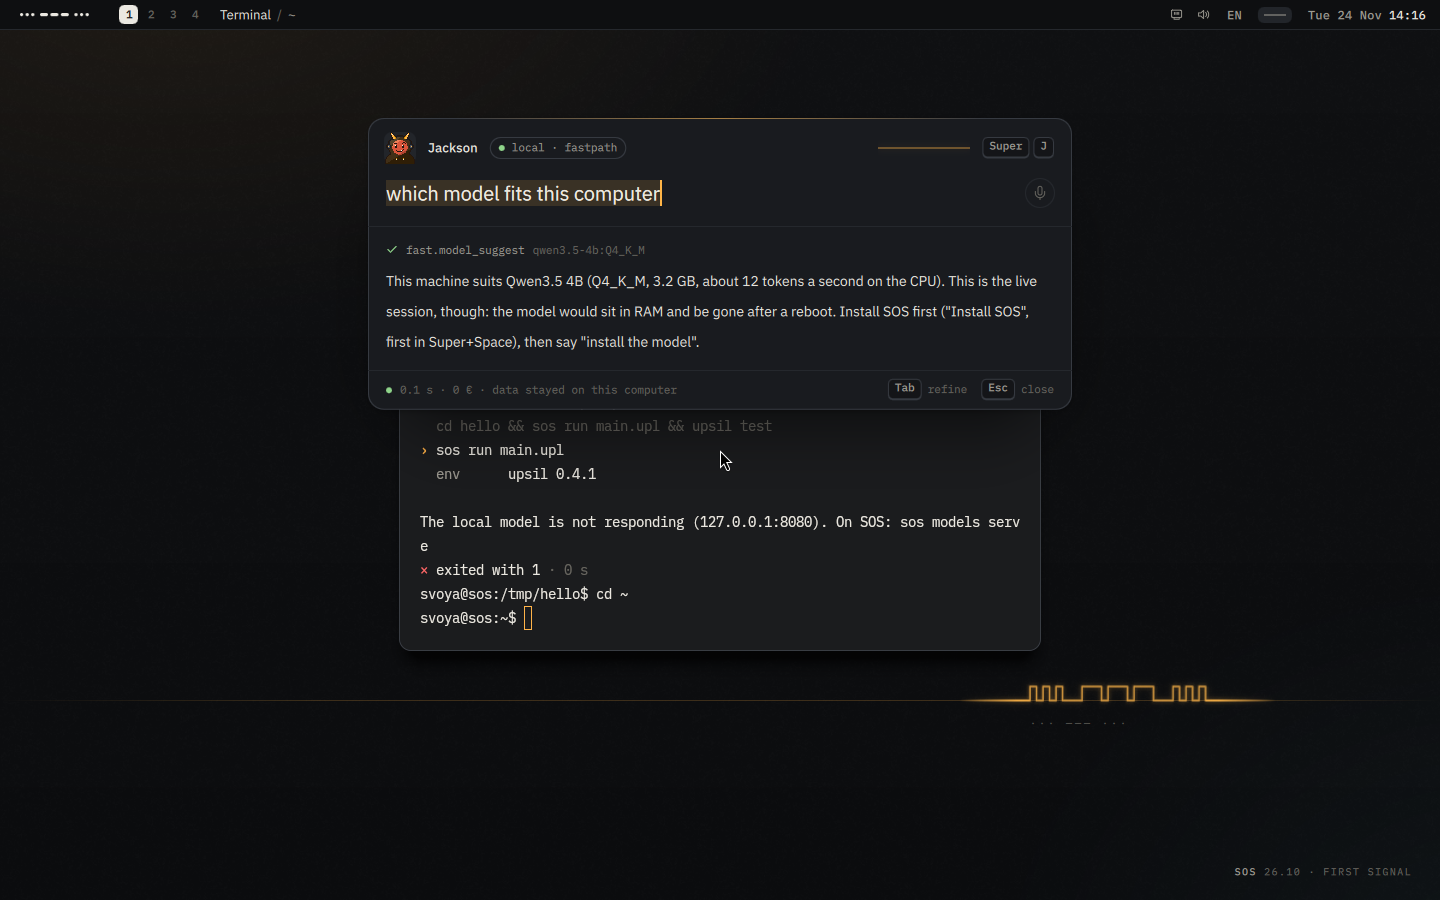 1 2 3 4 Terminal / ~ EN Tue 24 Nov 14:16
Jackson local · fastpath Super J
which model fits this computer
fast.model_suggest qwen3.5-4b:Q4_K_M
This machine suits Qwen3.5 4B (Q4_K_M, 3.2 GB, about 12 tokens a second on the CPU). This is the live
session, though: the model would sit in RAM and be gone after a reboot. Install SOS first ("Install SOS",
first in Super+Space), then say "install the model".
0.1 s · 0 € · data stayed on this computer Tab refine Esc close
cd hello && sos run main.upl && upsil test
› sos run main.upl
env upsil 0.4.1
The local model is not responding (127.0.0.1:8080). On SOS: sos models serv
e
× exited with 1 · 0 s
svoya@sos:/tmp/hello$ cd ~
svoya@sos:~$
··· −−− ···
SOS 26.10 · FIRST SIGNAL